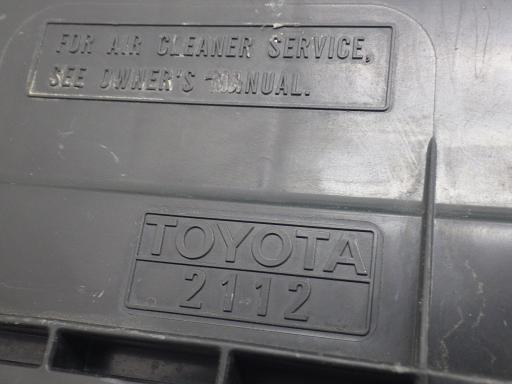 FOR AIR CLEANER SERVICE,
SEE OWNER'S MANUAL.
TOYOTA
2112